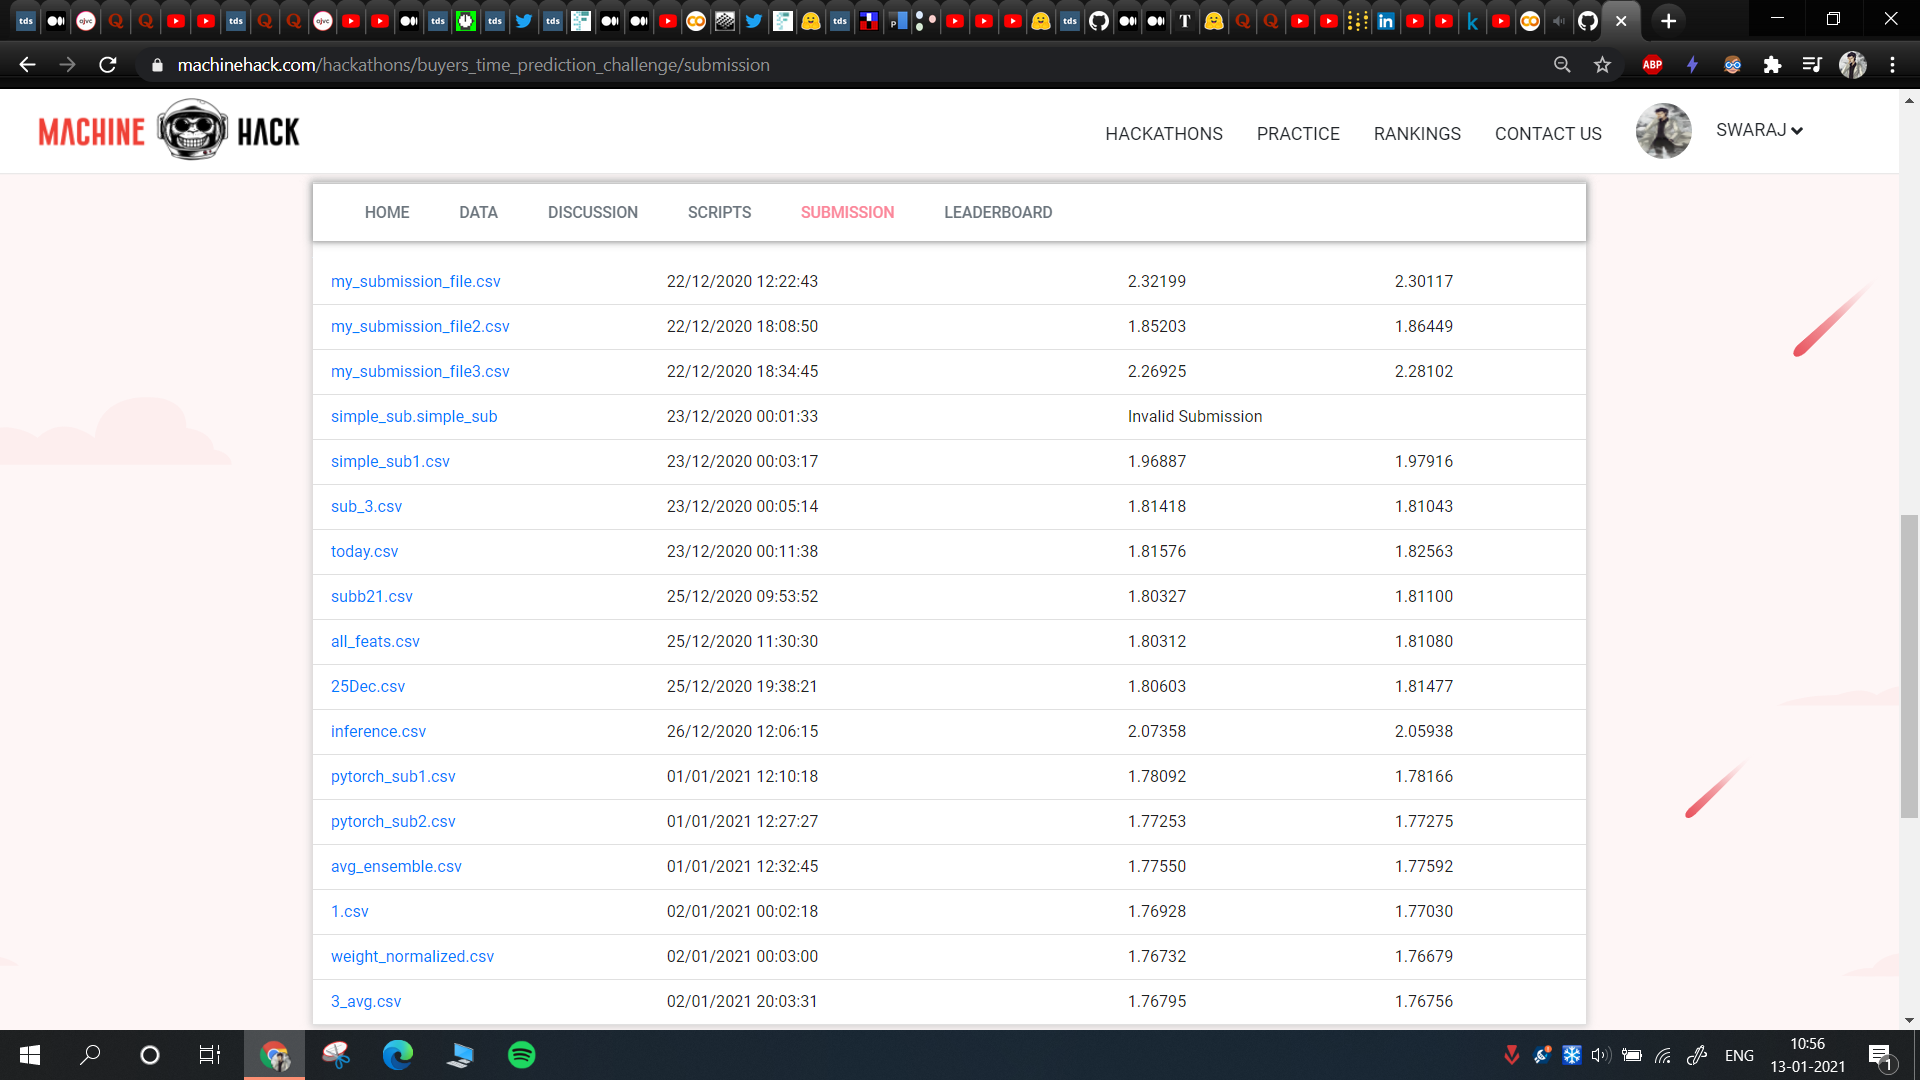 machinehack.com/hackathons/buyers_time_prediction_challenge/submission
ABP
MACHINE HACK
HACKATHONS PRACTICE RANKINGS CONTACT US SWARAJ
HOME DATA DISCUSSION SCRIPTS SUBMISSION LEADERBOARD
my_submission_file.csv 22/12/2020 12:22:43 2.32199 2.30117
my_submission_file2.csv 22/12/2020 18:08:50 1.85203 1.86449
my_submission_file3.csv 22/12/2020 18:34:45 2.26925 2.28102
simple_sub.simple_sub 23/12/2020 00:01:33 Invalid Submission
simple_sub1.csv 23/12/2020 00:03:17 1.96887 1.97916
sub_3.csv 23/12/2020 00:05:14 1.81418 1.81043
today.csv 23/12/2020 00:11:38 1.81576 1.82563
subb21.csv 25/12/2020 09:53:52 1.80327 1.81100
all_feats.csv 25/12/2020 11:30:30 1.80312 1.81080
25Dec.csv 25/12/2020 19:38:21 1.80603 1.81477
inference.csv 26/12/2020 12:06:15 2.07358 2.05938
pytorch_sub1.csv 01/01/2021 12:10:18 1.78092 1.78166
pytorch_sub2.csv 01/01/2021 12:27:27 1.77253 1.77275
avg_ensemble.csv 01/01/2021 12:32:45 1.77550 1.77592
1.csv 02/01/2021 00:02:18 1.76928 1.77030
weight_normalized.csv 02/01/2021 00:03:00 1.76732 1.76679
3_avg.csv 02/01/2021 20:03:31 1.76795 1.76756
ENG
10:56
13-01-2021
1